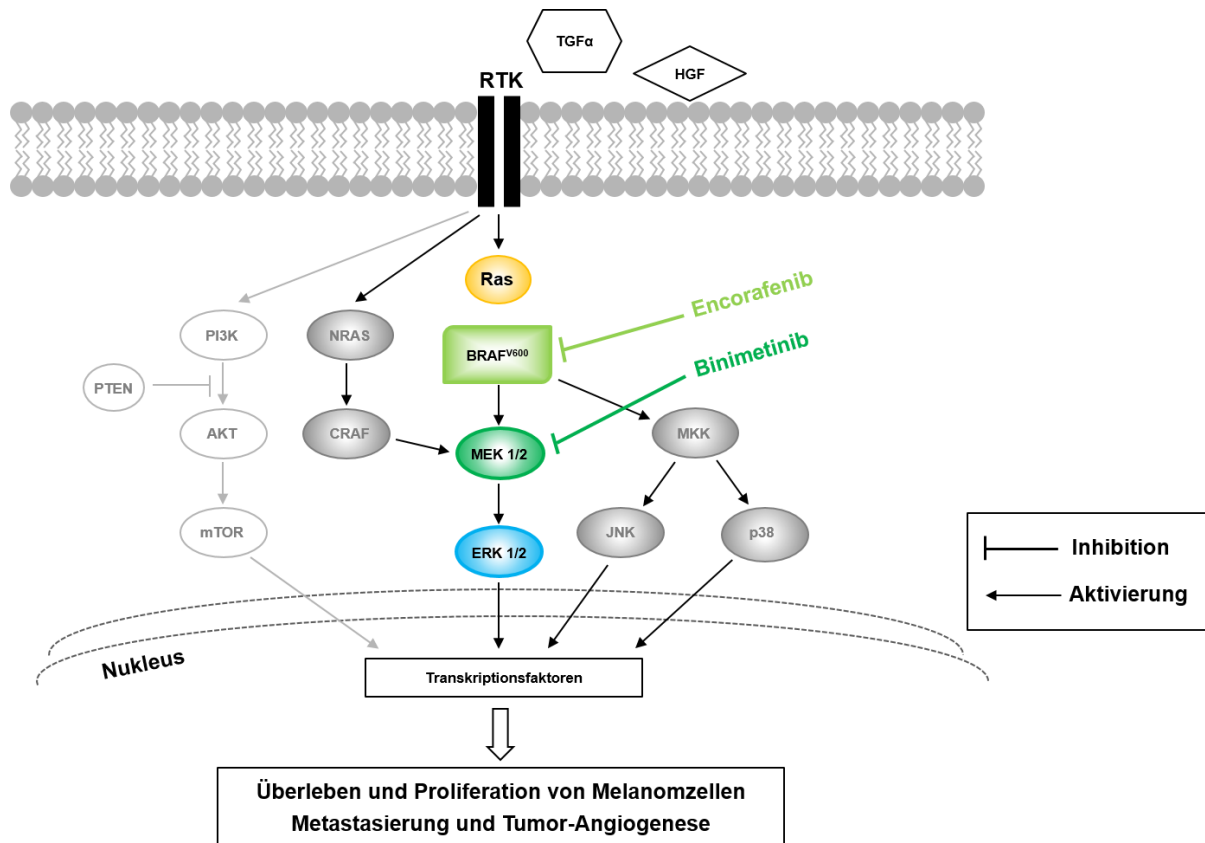 TGFα
HGF
RTK
Ras
Encorafenib
PI3K
NRAS
BRAFV600
Binimetinib
PTEN
AKT
CRAF
MEK 1/2
MKK
mTOR
ERK 1/2
JNK
p38
Inhibition
Aktivierung
Nukleus
Transkriptionsfaktoren
Überleben und Proliferation von Melanomzellen
Metastasierung und Tumor-Angiogenese